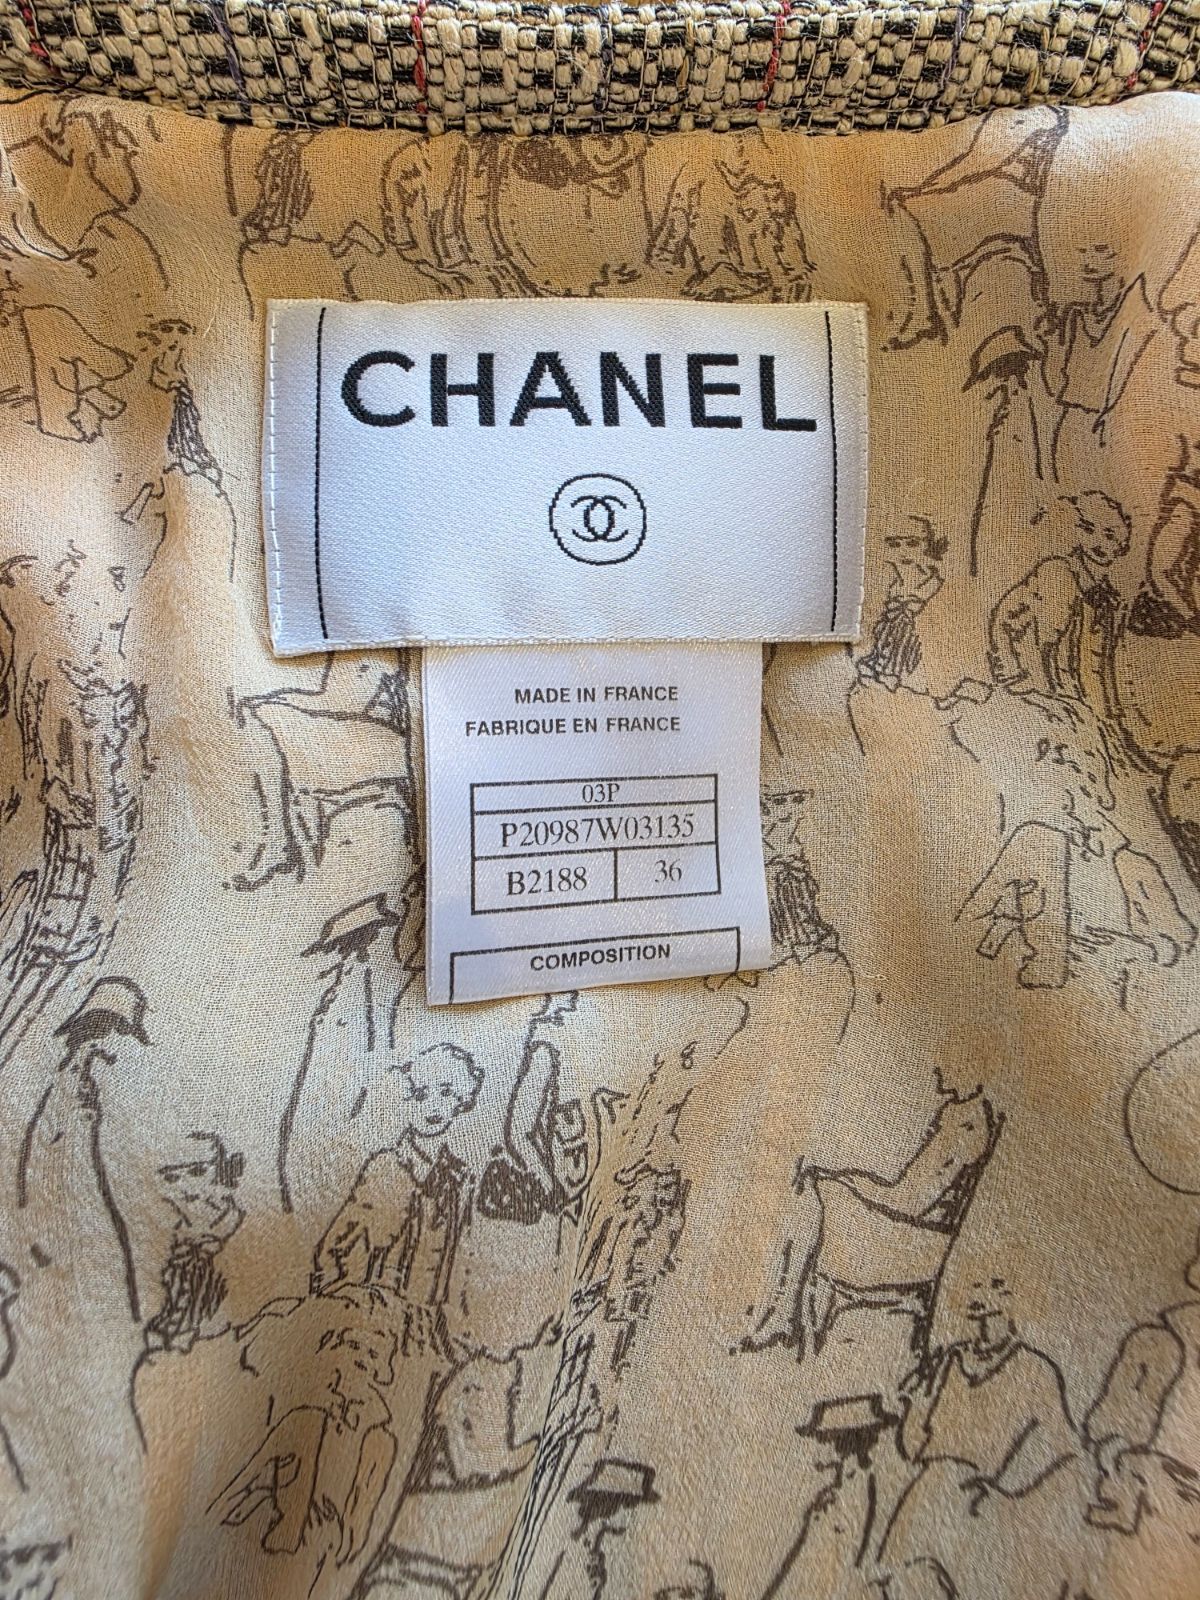 CHANEL
MADE IN FRANCE
FABRIQUE EN FRANCE
03P
P20987W03135
B2188 36
COMPOSITION